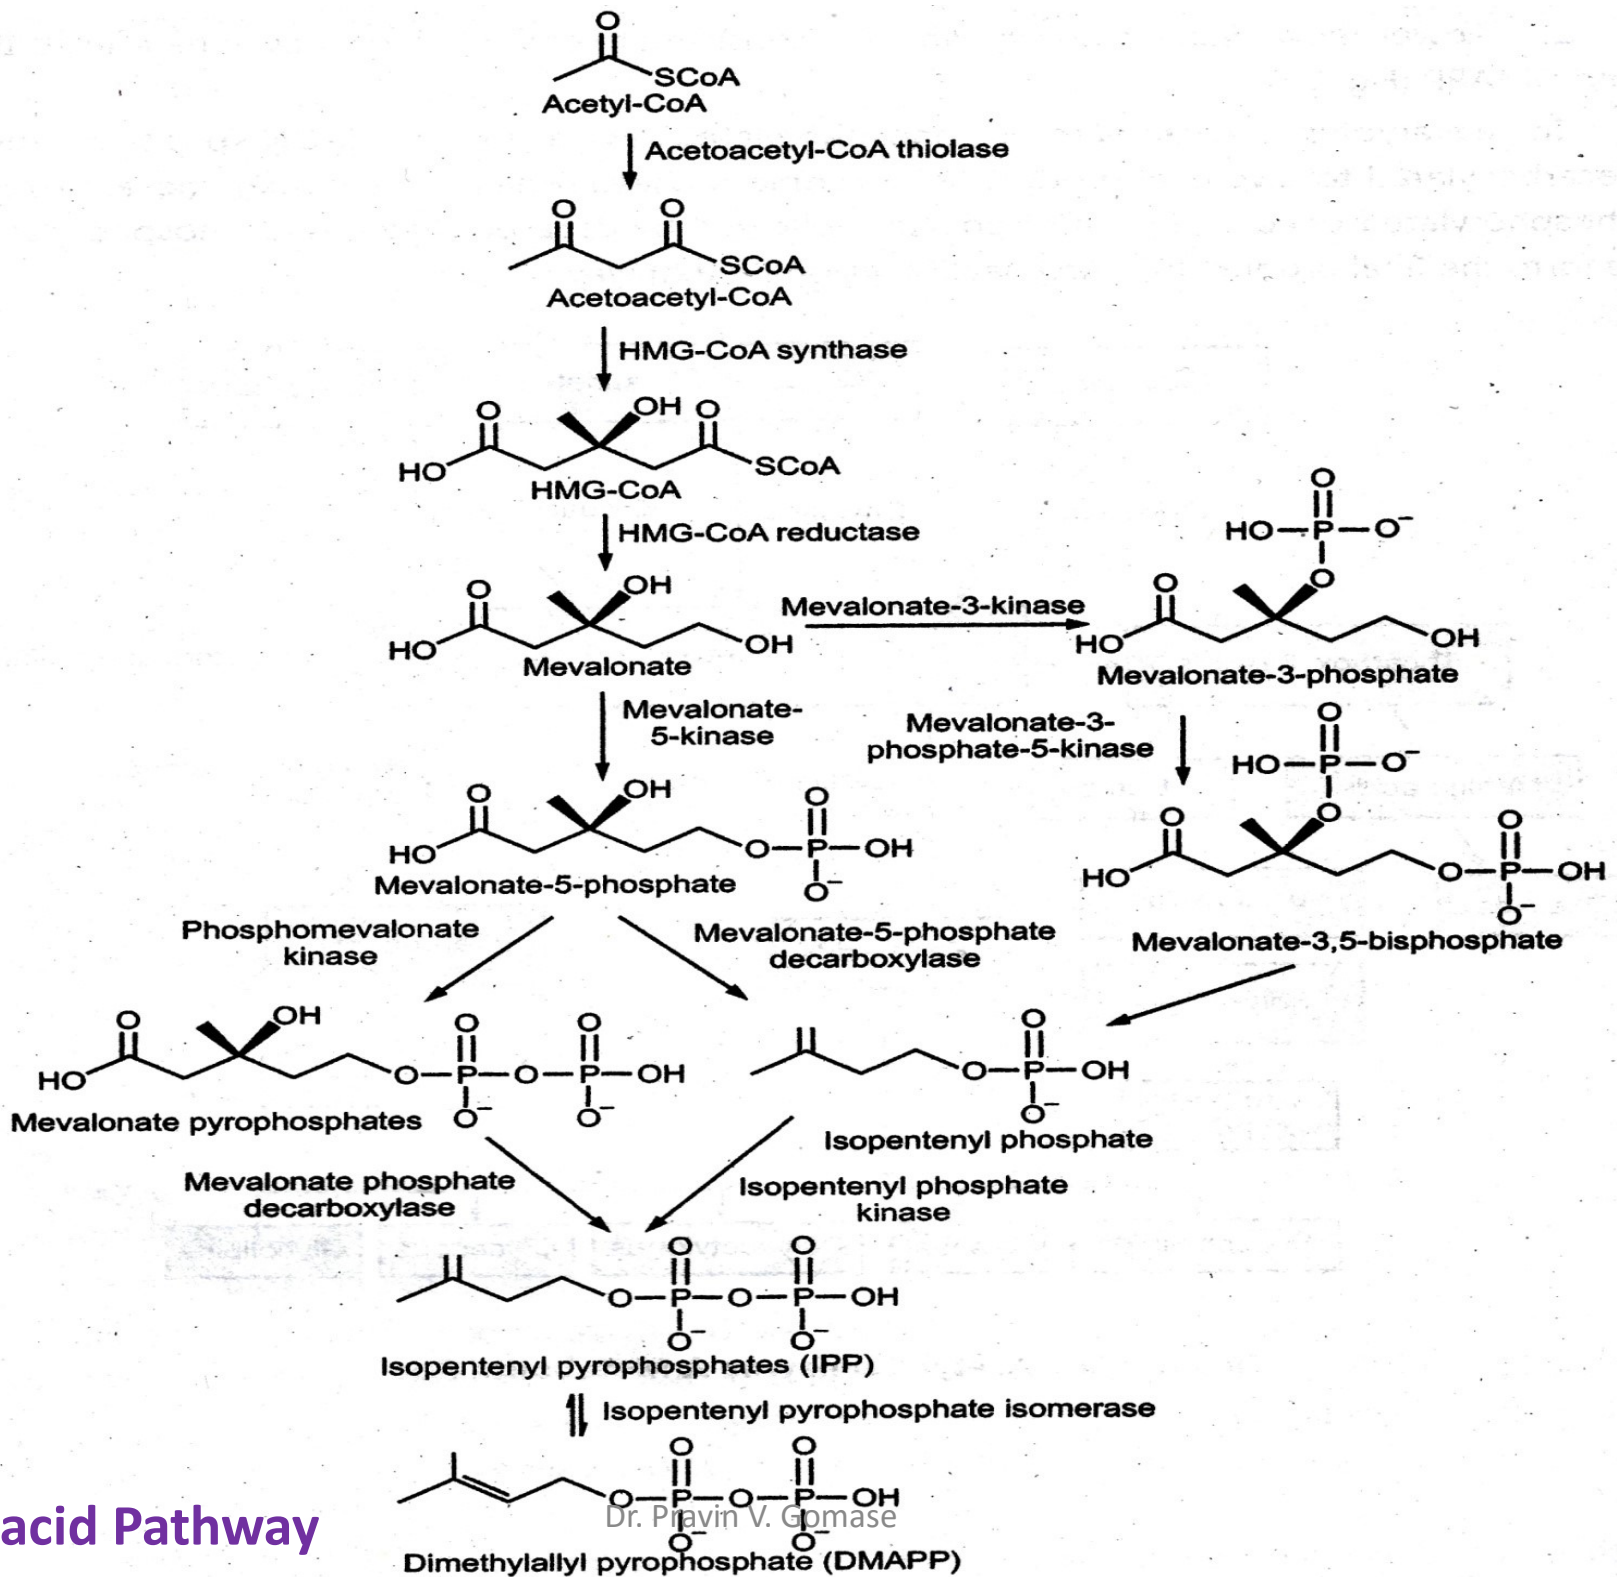 O
SCoA
Acetyl-CoA
Acetoacetyl-CoA thiolase
O O
SCoA
Acetoacetyl-CoA
HMG-CoA synthase
O OH O
HO SCoA
HMG-CoA
HMG-CoA reductase
O OH
HO OH
Mevalonate
Mevalonate-3-kinase
O
HO—P—O⁻
O
O
HO OH
Mevalonate-3-phosphate
Mevalonate-
5-kinase
Mevalonate-3-
phosphate-5-kinase
O
HO—P—O⁻
O OH
O
HO O—P—OH
O⁻
Mevalonate-5-phosphate
O O
O
HO O—P—OH
O⁻
Mevalonate-3,5-bisphosphate
Phosphomevalonate
kinase
Mevalonate-5-phosphate
decarboxylase
O OH O O
HO O—P—O—P—OH
O⁻ O⁻
Mevalonate pyrophosphates
O
O—P—OH
O⁻
Isopentenyl phosphate
Mevalonate phosphate
decarboxylase
Isopentenyl phosphate
kinase
O O
O—P—O—P—OH
O⁻ O⁻
Isopentenyl pyrophosphates (IPP)
Isopentenyl pyrophosphate isomerase
O O
O—P—O—P—OH
O⁻ O⁻
Dimethylallyl pyrophosphate (DMAPP)
acid Pathway
Dr. Pravin V. Gomase